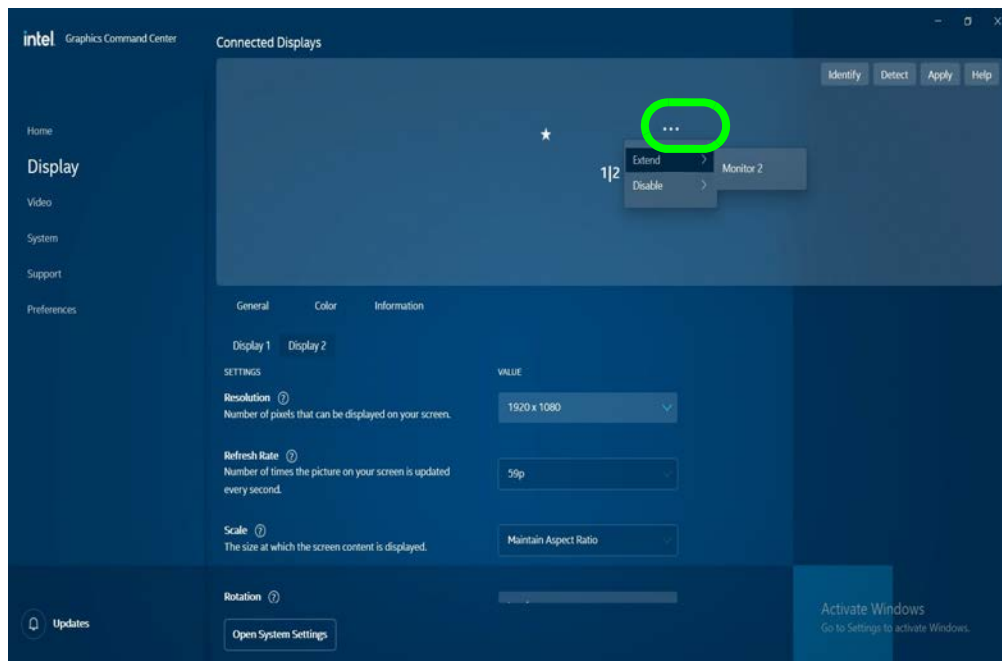 intel Graphics Command Center
Connected Displays
Identify Detect Apply Help
Home
Display
Video
System
Support
Preferences
1|2
Extend
Monitor 2
Disable
General Color Information
Display 1 Display 2
SETTINGS VALUE
Resolution ?
Number of pixels that can be displayed on your screen.
1920 x 1080
Refresh Rate ?
Number of times the picture on your screen is updated
every second.
59p
Scale ?
The size at which the screen content is displayed.
Maintain Aspect Ratio
Rotation ?
Updates
Open System Settings
Activate Windows
Go to Settings to activate Windows.